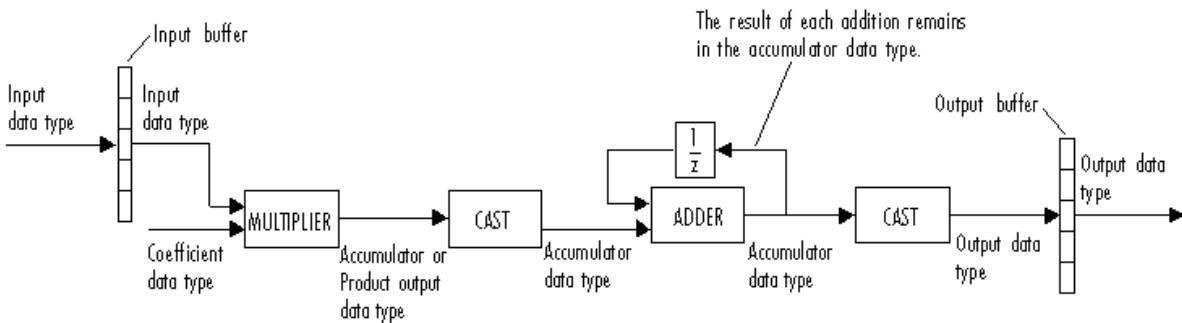 The result of each addition remains
in the accumulator data type.
Input buffer
Input
data type
Input
data type
Output buffer
1
z
Output data
type
MULTIPLIER
CAST
ADDER
CAST
Coefficient
data type
Accumulator or
Product output
data type
Accumulator
data type
Accumulator
data type
Output data
type